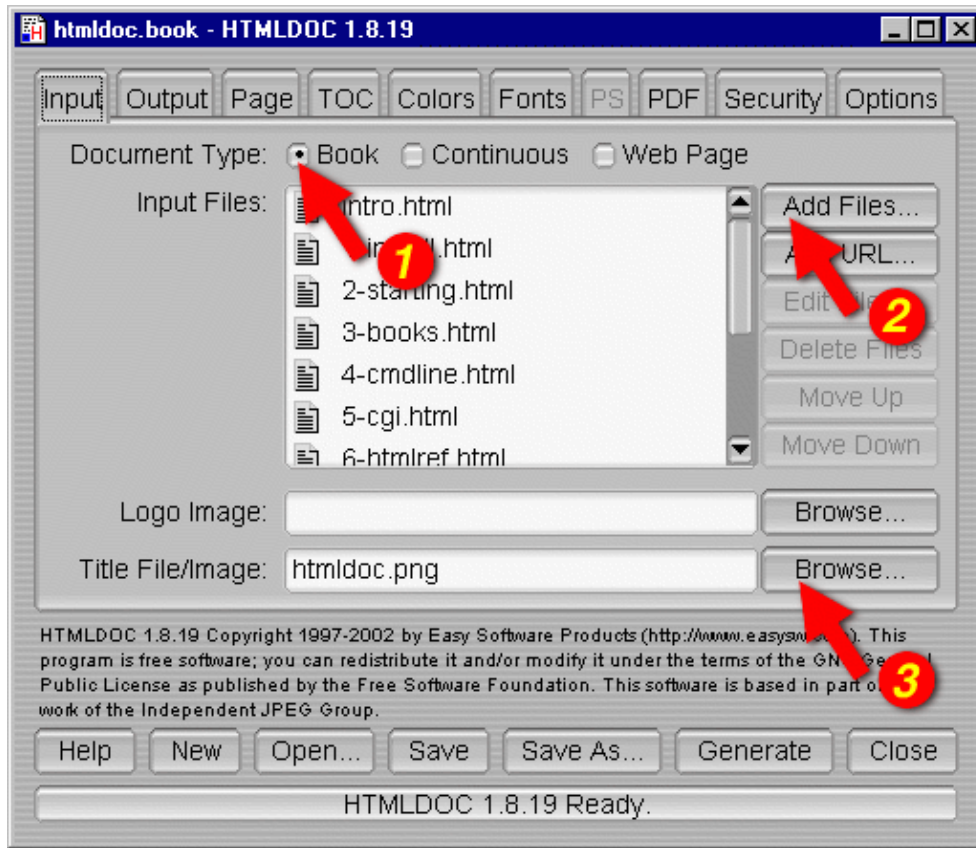 htmldoc.book - HTMLDOC 1.8.19
Input Output Page TOC Colors Fonts PS PDF Security Options
Document Type: Book Continuous Web Page
Input Files:
intro.html
Add Files...
.html
URL...
1
2-starting.html
Edit
2
3-books.html
Delete Files
4-cmdline.html
Move Up
5-cgi.html
Move Down
6-htmlref.html
Logo Image: Browse...
Title File/Image: htmldoc.png Browse...
HTMLDOC 1.8.19 Copyright 1997-2002 by Easy Software Products (http://www.easysw. ). This
program is free software; you can redistribute it and/or modify it under the terms of the
Public License as published by the Free Software Foundation. This software is based in part
3
work of the Independent JPEG Group.
Help New Open... Save Save As... Generate Close
HTMLDOC 1.8.19 Ready.